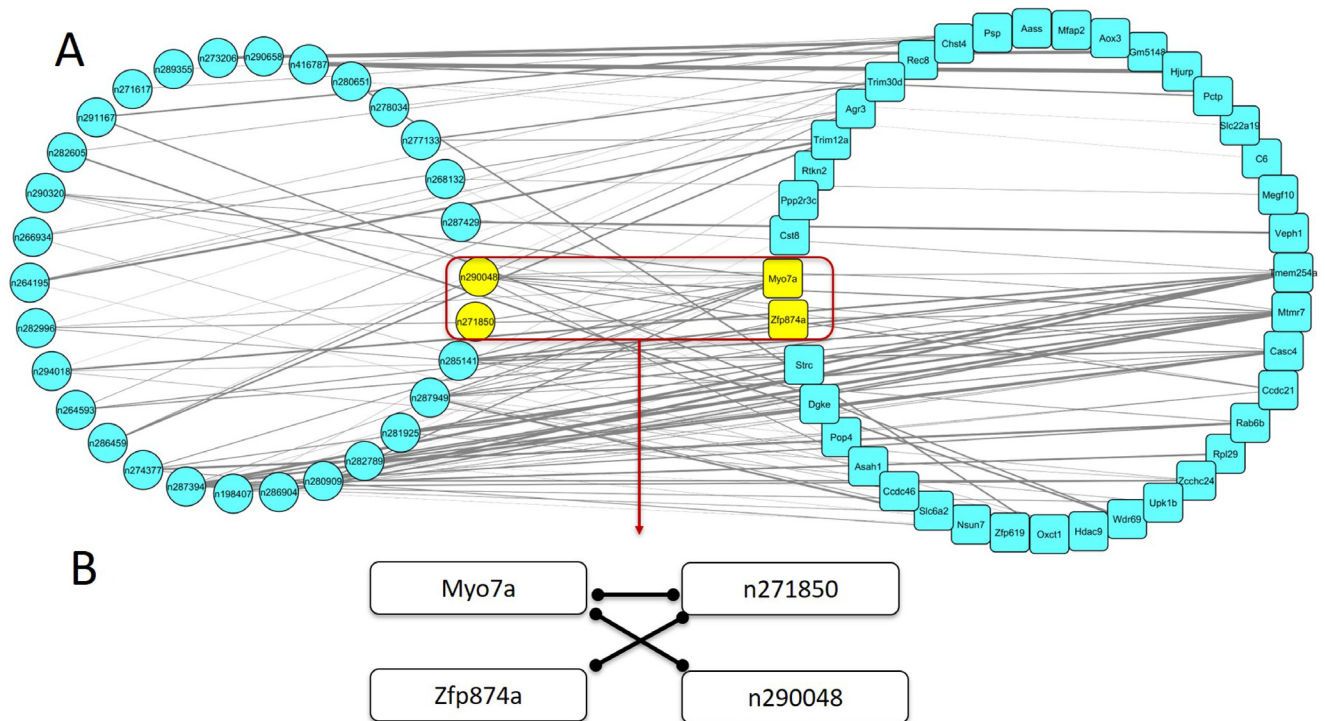 A
n290658
n273206
n416787
n289355
n280651
n271617
n278034
n291167
n277133
n282605
n268132
n290320
n287429
n266934
n290048
n264195
n271850
n282996
n285141
n294018
n287949
n264593
n281925
n286459
n282789
n274377
n280909
n287394
n198407
n286904
Aass
Psp
Mfap2
Chst4
Aox3
Rec8
Gm5148
Trim30d
Hjurp
Agr3
Pctp
Trim12a
Slc22a19
Rtkn2
C6
Ppp2r3c
Megf10
Cst8
Veph1
Myo7a
Tmem254a
Zfp874a
Mtmr7
Strc
Casc4
Dgke
Ccdc21
Pop4
Rab6b
Asah1
Rpl29
Ccdc46
Zcchc24
Slc6a2
Upk1b
Nsun7
Wdr69
Zfp619
Oxct1
Hdac9
B
Myo7a
n271850
Zfp874a
n290048